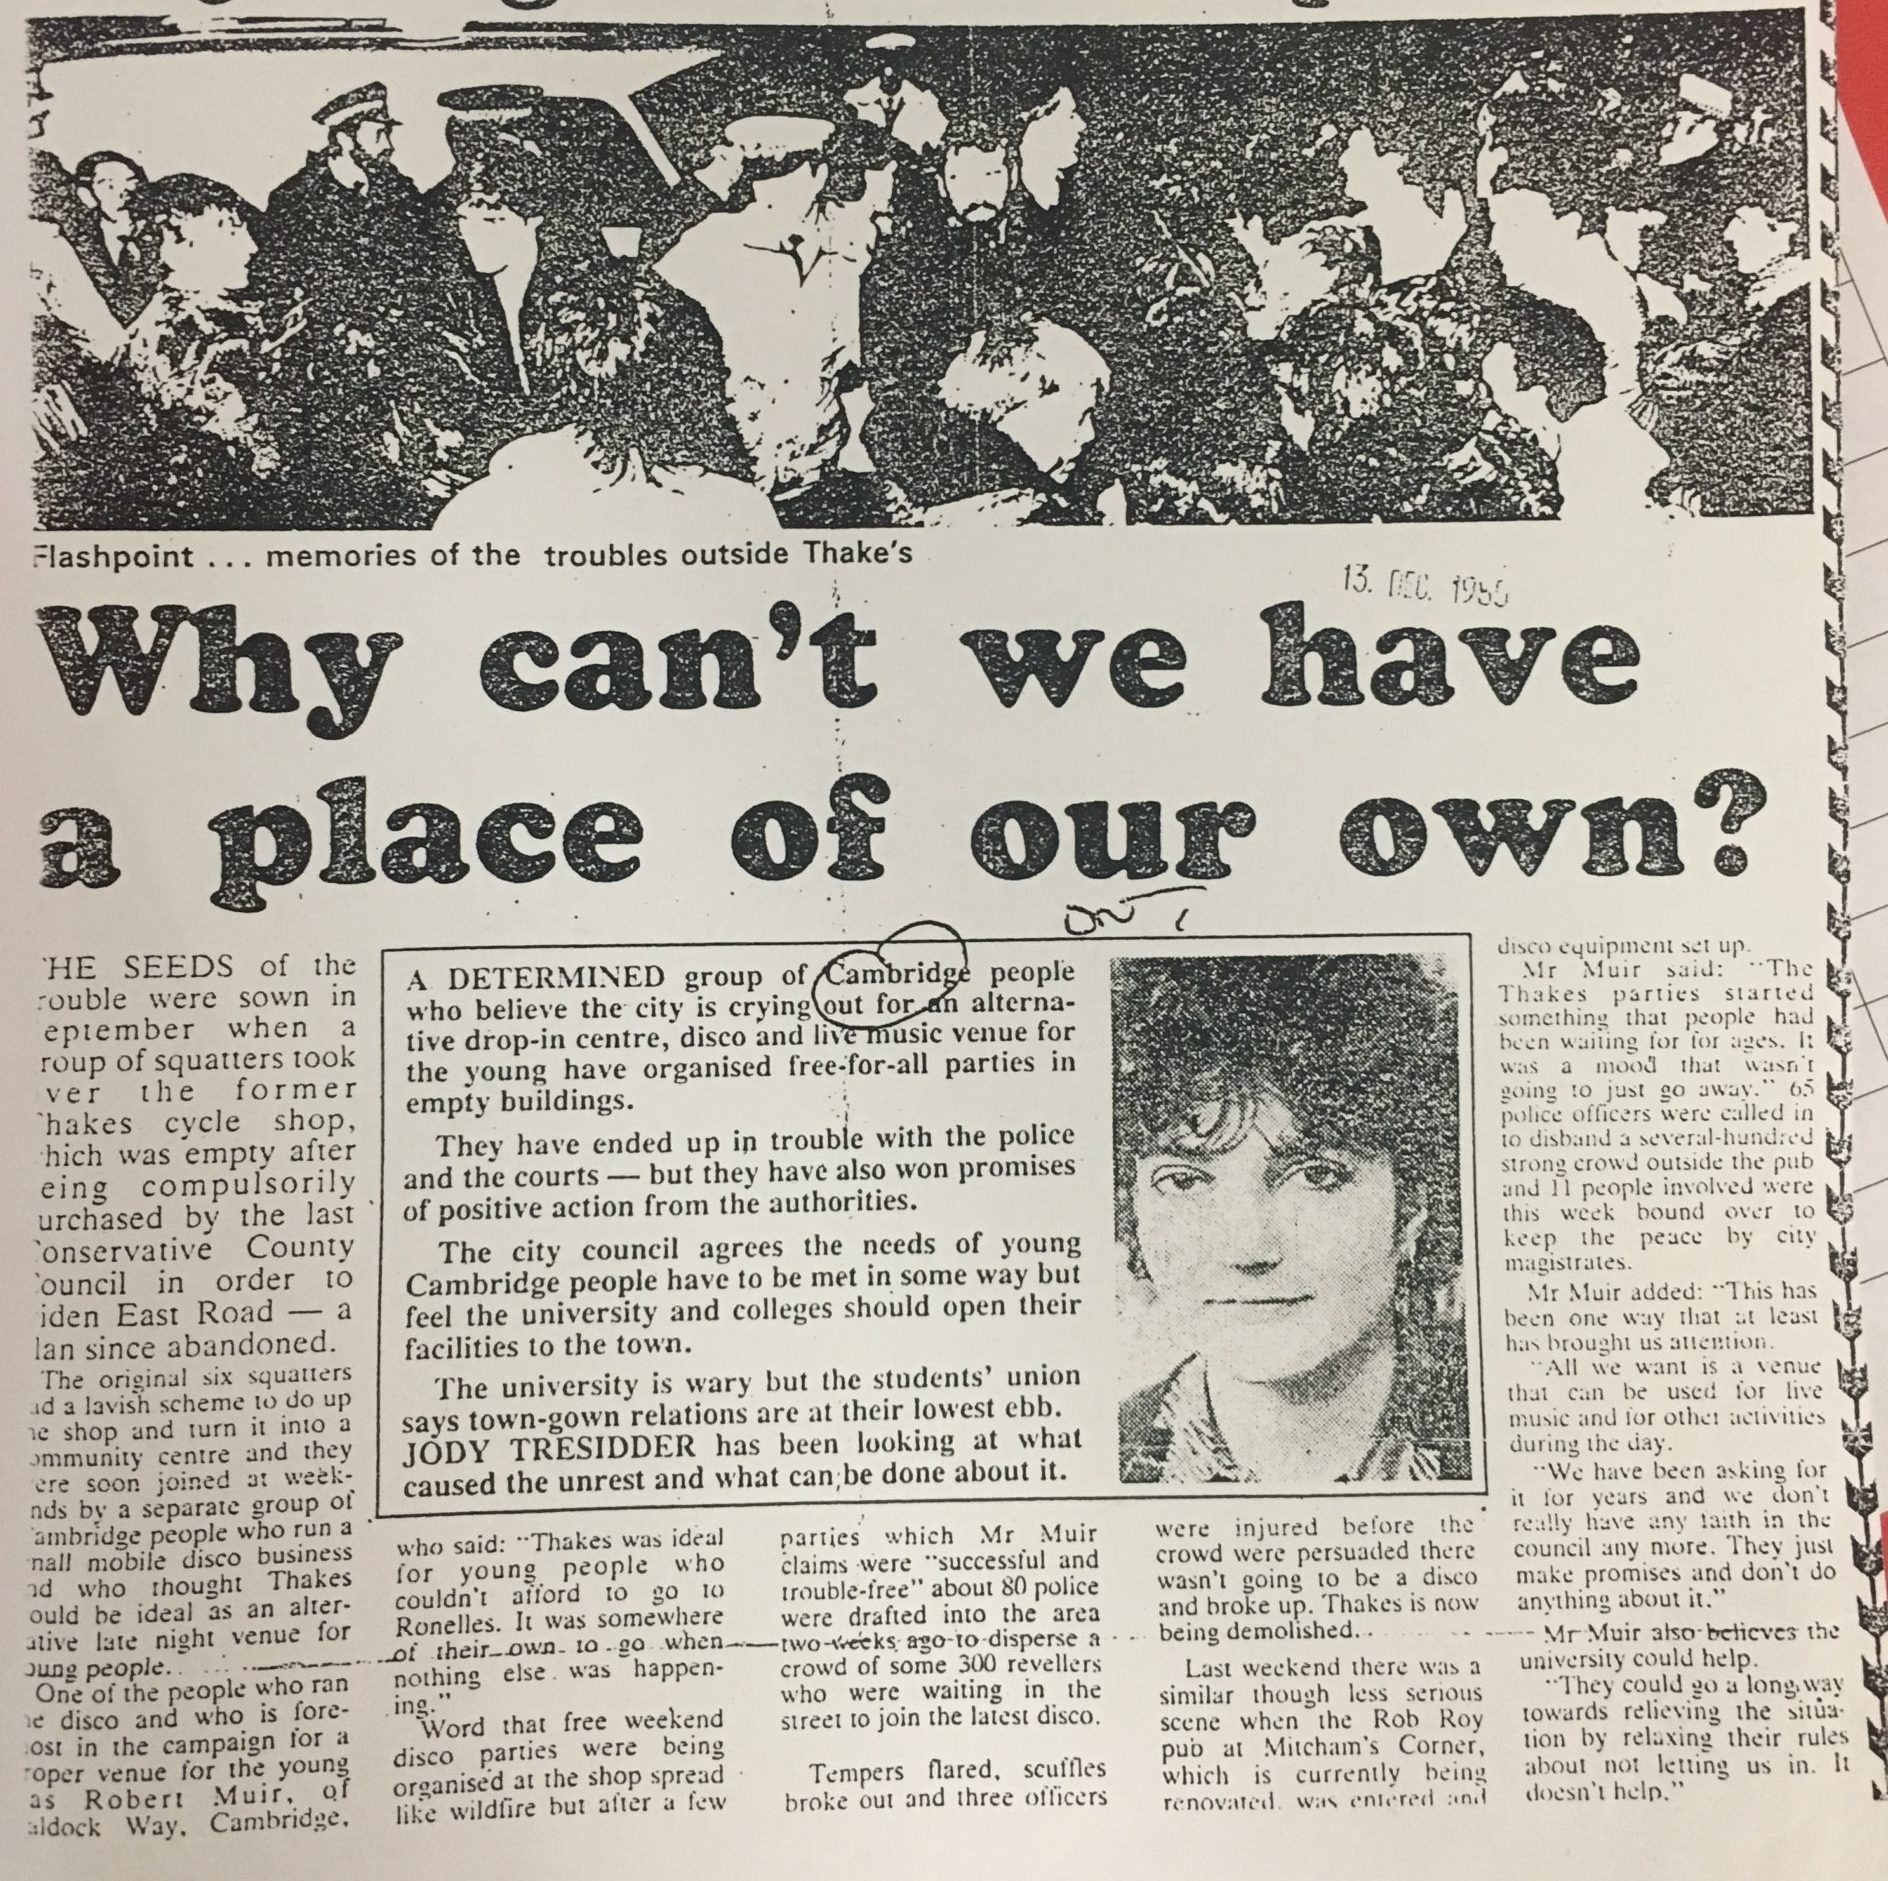 Flashpoint ... memories of the troubles outside Thake's
13. DEC. 1985
Why can't we have
a place of our own?
'HE SEEDS of the
rouble were sown in
eptember when a
roup of squatters took
ver the former
hakes cycle shop,
hich was empty after
eing compulsorily
urchased by the last
onservative County
ouncil in order to
iden East Road — a
lan since abandoned.
The original six squatters
ad a lavish scheme to do up
he shop and turn it into a
ommunity centre and they
ere soon joined at week-
nds by a separate group of
ambridge people who run a
mall mobile disco business
nd who thought Thakes
ould be ideal as an alter-
ative late night venue for
oung people.
One of the people who ran
he disco and who is fore-
ost in the campaign for a
roper venue for the young
as Robert Muir, of
aldock Way, Cambridge,
A DETERMINED group of Cambridge people
who believe the city is crying out for an alterna-
tive drop-in centre, disco and live music venue for
the young have organised free-for-all parties in
empty buildings.
They have ended up in trouble with the police
and the courts — but they have also won promises
of positive action from the authorities.
The city council agrees the needs of young
Cambridge people have to be met in some way but
feel the university and colleges should open their
facilities to the town.
The university is wary but the students' union
says town-gown relations are at their lowest ebb.
JODY TRESIDDER has been looking at what
caused the unrest and what can be done about it.
who said: "Thakes was ideal
for young people who
couldn't afford to go to
Ronelles. It was somewhere
of their own to go when
nothing else was happen-
ing."
Word that free weekend
disco parties were being
organised at the shop spread
like wildfire but after a few
parties which Mr Muir
claims were "successful and
trouble-free" about 80 police
were drafted into the area
two weeks ago to disperse a
crowd of some 300 revellers
who were waiting in the
street to join the latest disco.
Tempers flared, scuffles
broke out and three officers
were injured before the
crowd were persuaded there
wasn't going to be a disco
and broke up. Thakes is now
being demolished.
Last weekend there was a
similar though less serious
scene when the Rob Roy
pub at Mitcham's Corner,
which is currently being
renovated, was entered and
disco equipment set up.
Mr Muir said: "The
Thakes parties started
something that people had
been waiting for for ages. It
was a mood that wasn't
going to just go away." 65
police officers were called in
to disband a several-hundred
strong crowd outside the pub
and 11 people involved were
this week bound over to
keep the peace by city
magistrates.
Mr Muir added: "This has
been one way that at least
has brought us attention.
"All we want is a venue
that can be used for live
music and for other activities
during the day.
"We have been asking for
it for years and we don't
really have any faith in the
council any more. They just
make promises and don't do
anything about it."
Mr Muir also believes the
university could help.
"They could go a long way
towards relieving the situa-
tion by relaxing their rules
about not letting us in. It
doesn't help."